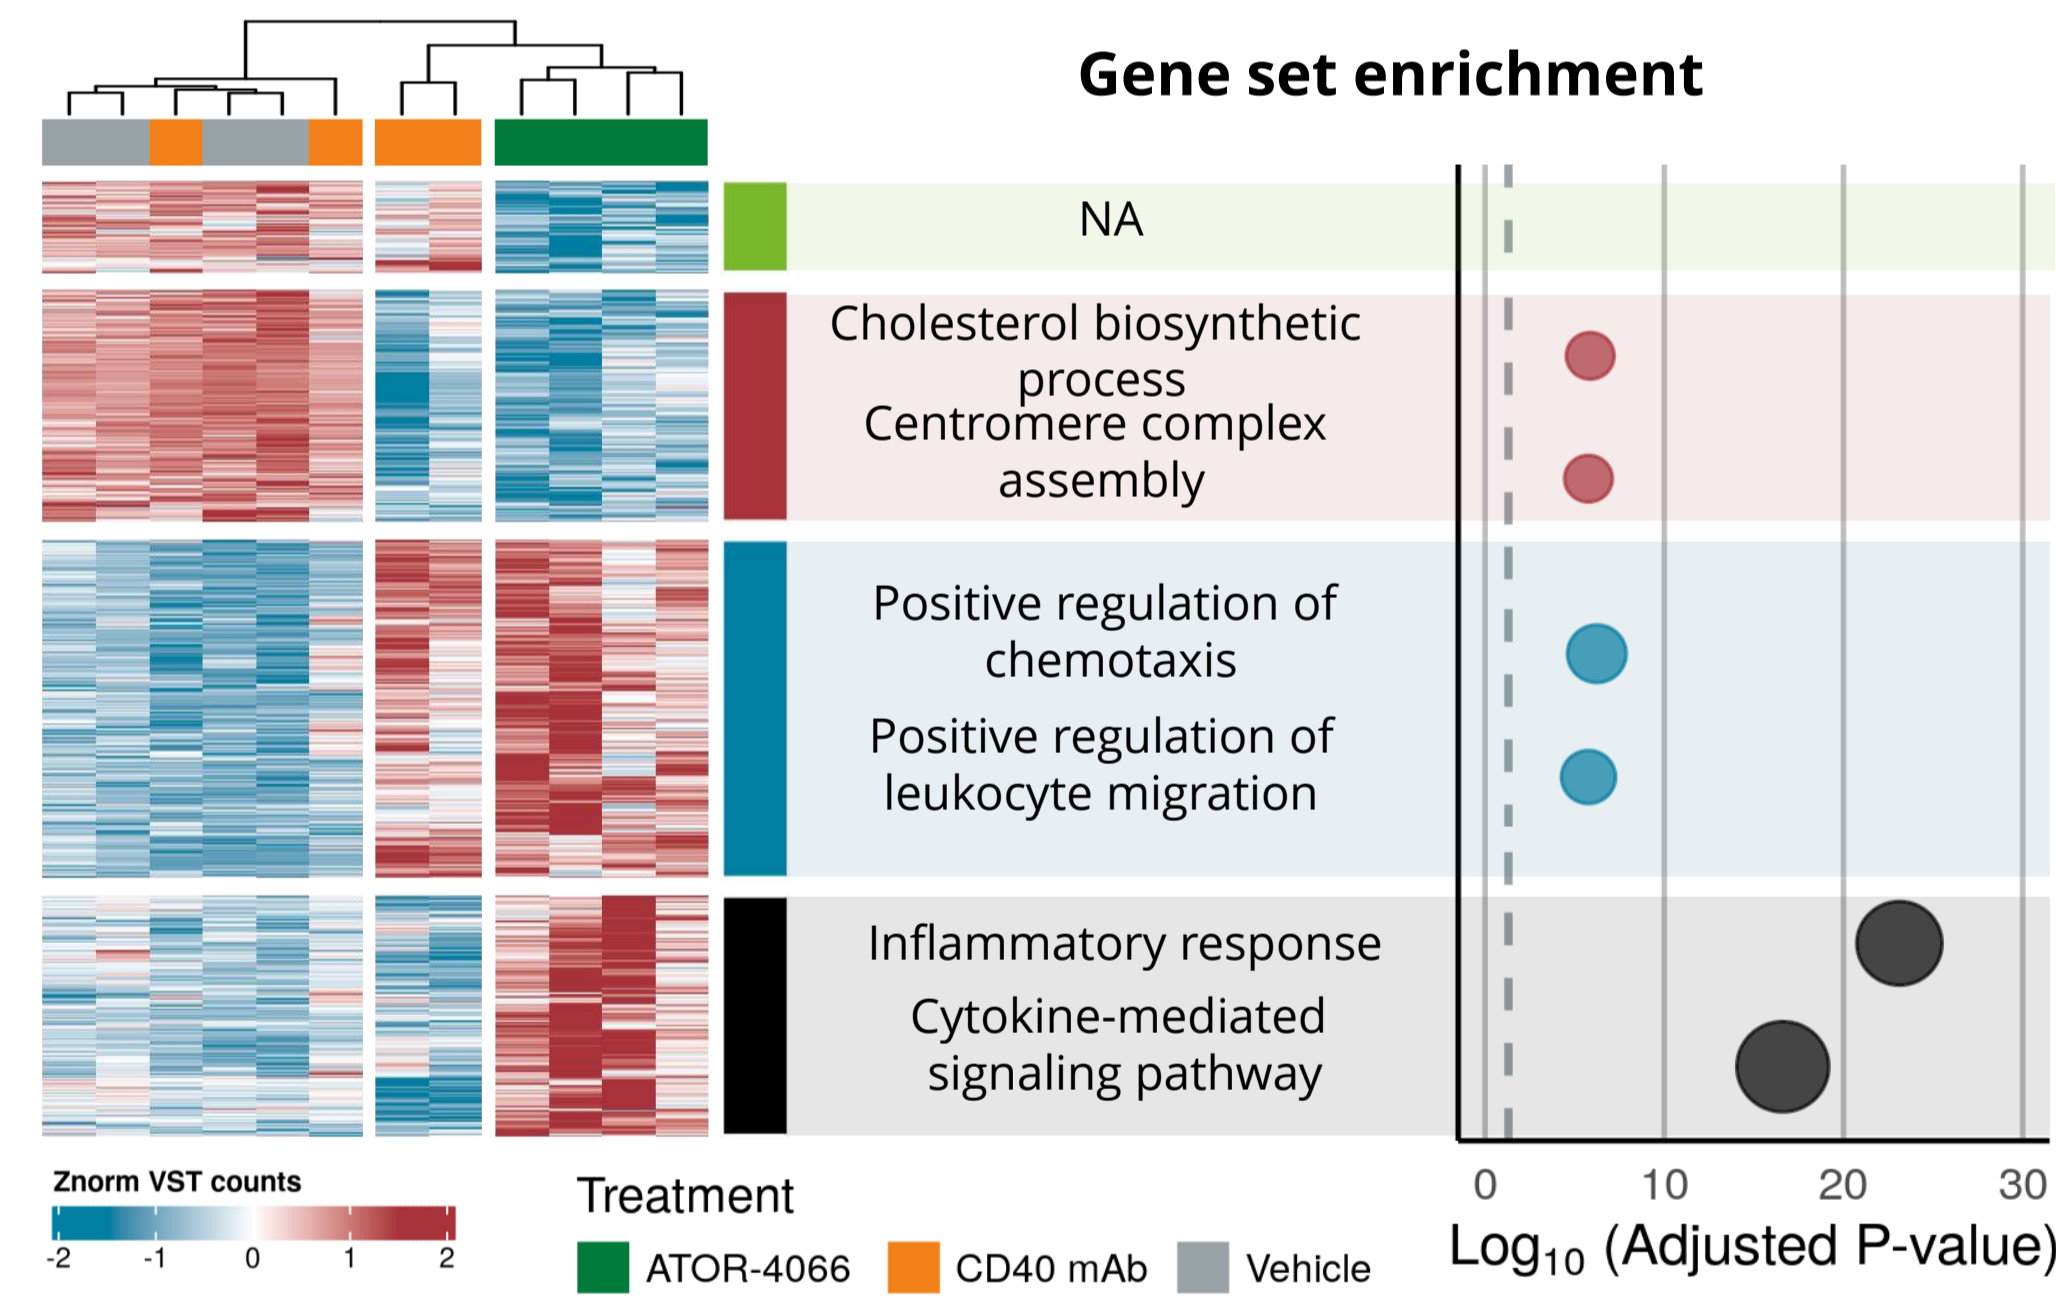 Gene set enrichment
NA
Cholesterol biosynthetic
process
Centromere complex
assembly
Positive regulation of
chemotaxis
Positive regulation of
leukocyte migration
Inflammatory response
Cytokine-mediated
signaling pathway
0 10 20 30
Log₁₀ (Adjusted P-value)
Znorm VST counts
-2 -1 0 1 2
Treatment
ATOR-4066 CD40 mAb Vehicle